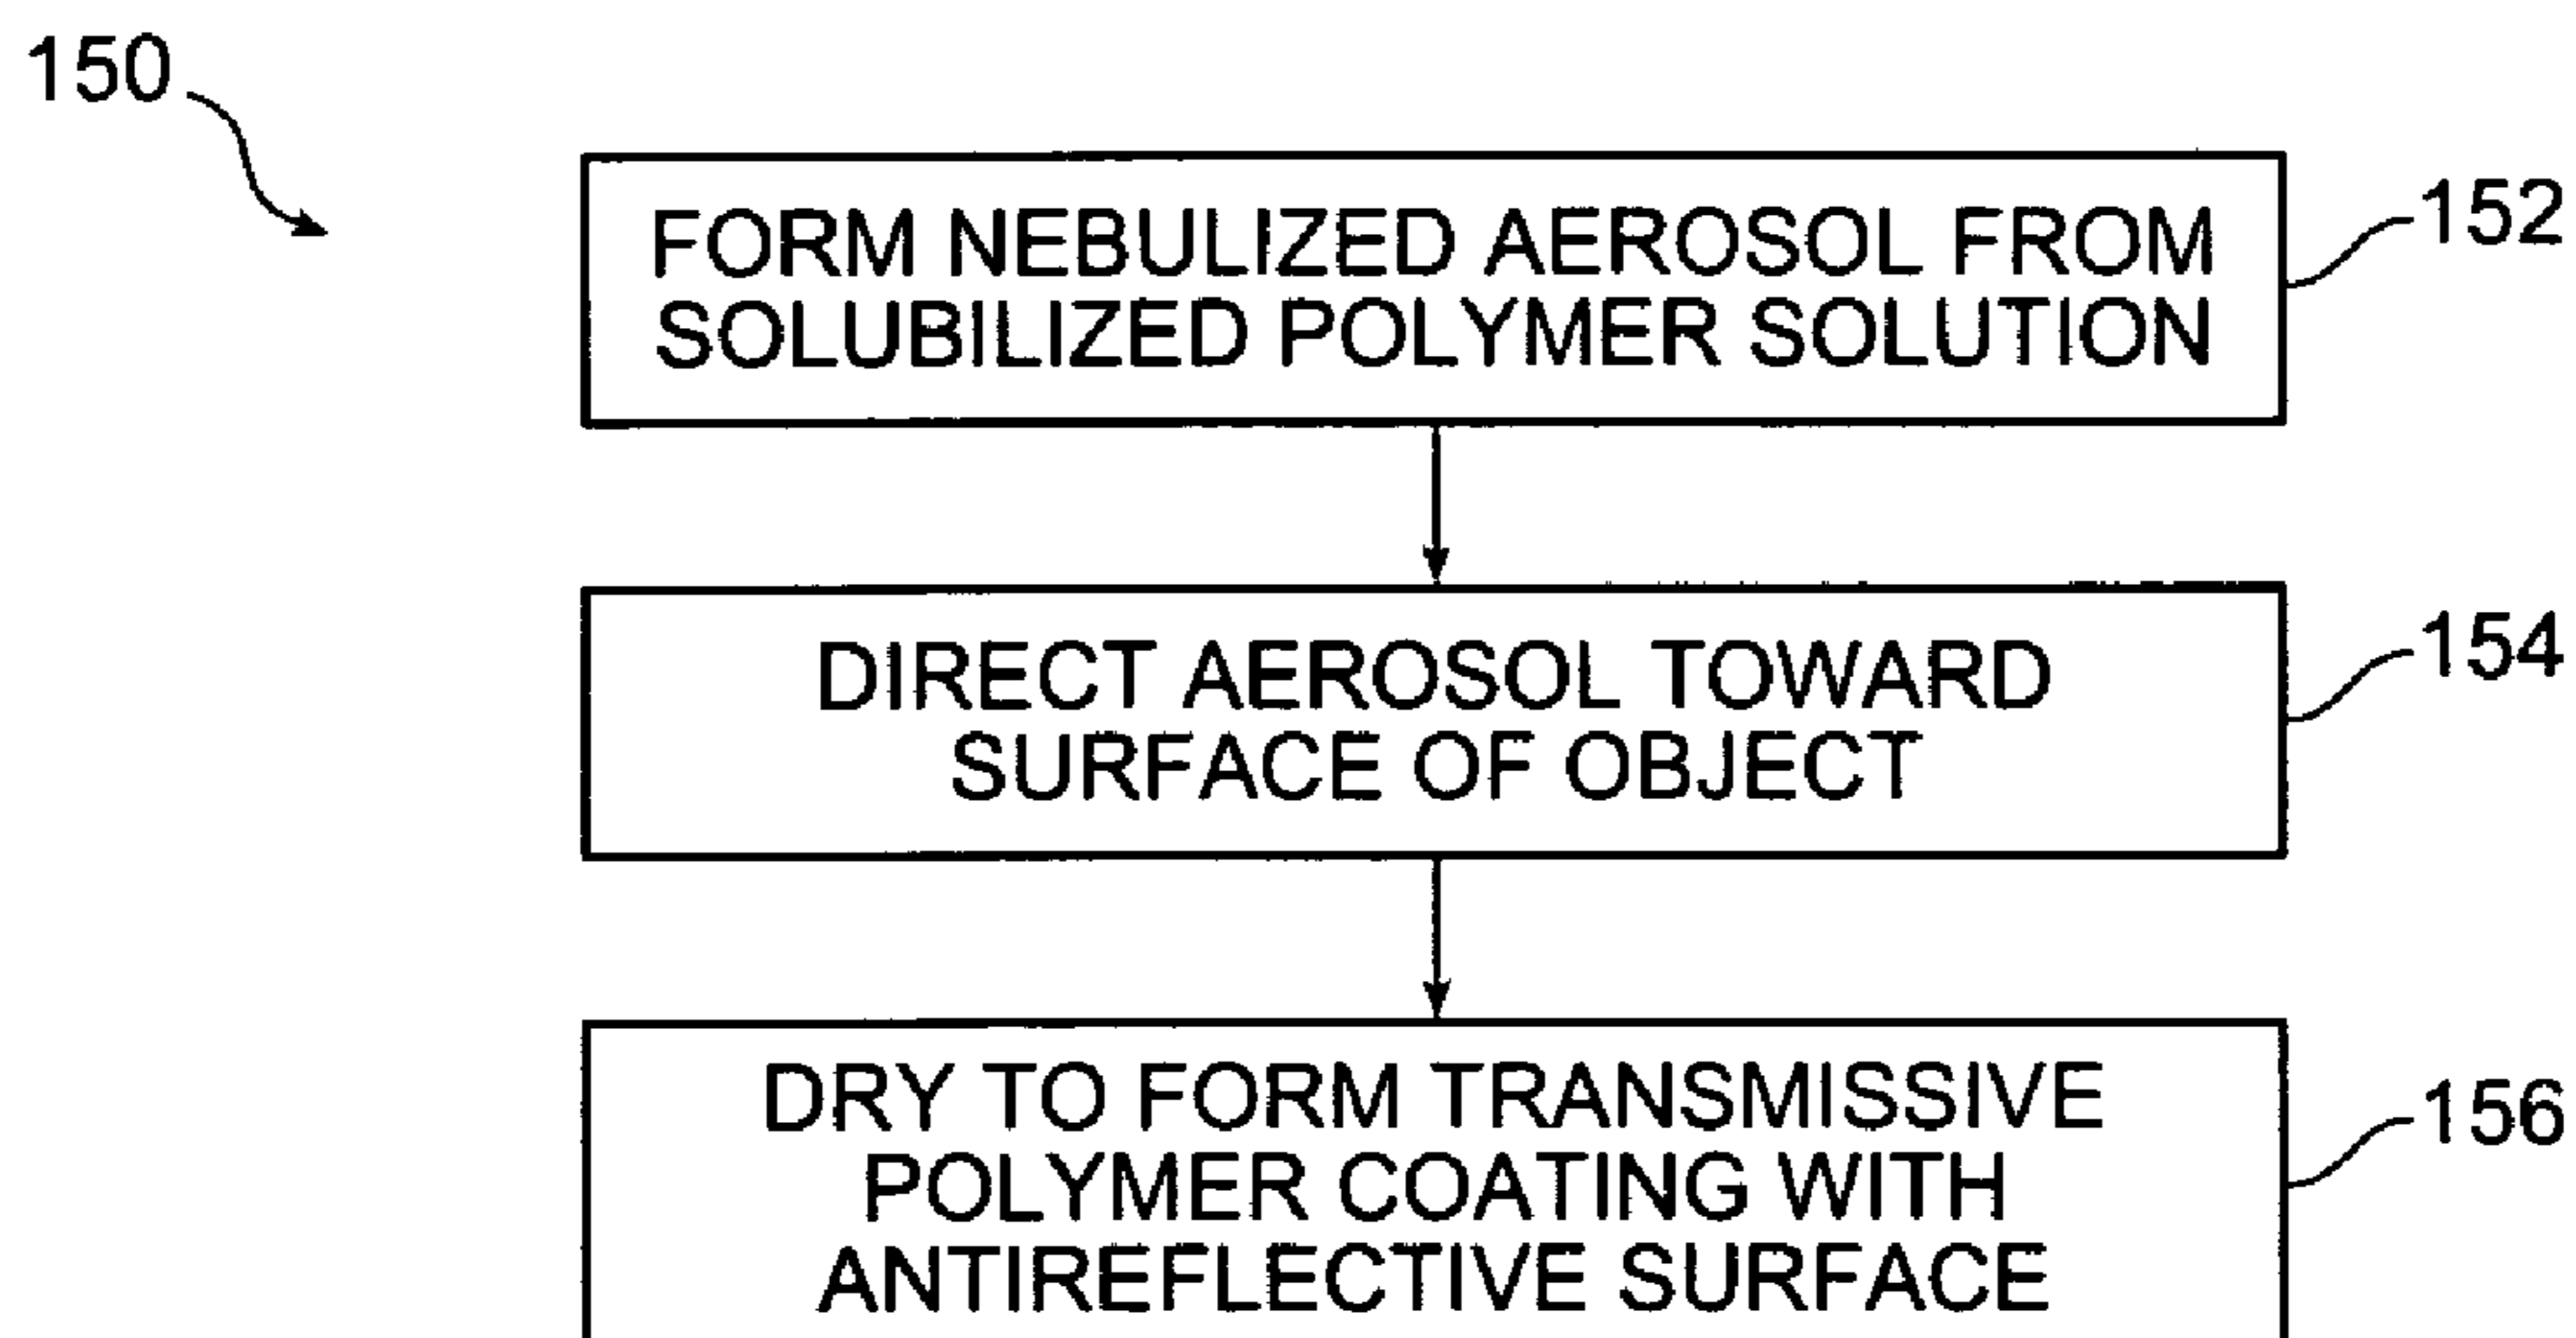 150
FORM NEBULIZED AEROSOL FROM
SOLUBILIZED POLYMER SOLUTION
152
DIRECT AEROSOL TOWARD
SURFACE OF OBJECT
154
DRY TO FORM TRANSMISSIVE
POLYMER COATING WITH
ANTIREFLECTIVE SURFACE
156